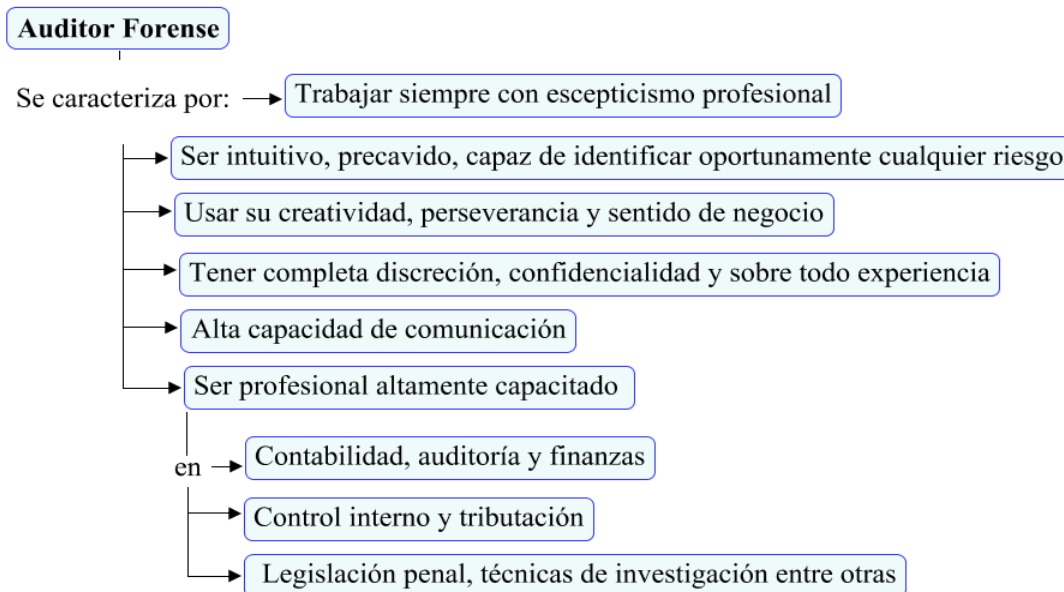 Auditor Forense
Se caracteriza por:
Trabajar siempre con escepticismo profesional
Ser intuitivo, precavido, capaz de identificar oportunamente cualquier riesgo
Usar su creatividad, perseverancia y sentido de negocio
Tener completa discreción, confidencialidad y sobre todo experiencia
Alta capacidad de comunicación
Ser profesional altamente capacitado
en
Contabilidad, auditoría y finanzas
Control interno y tributación
Legislación penal, técnicas de investigación entre otras